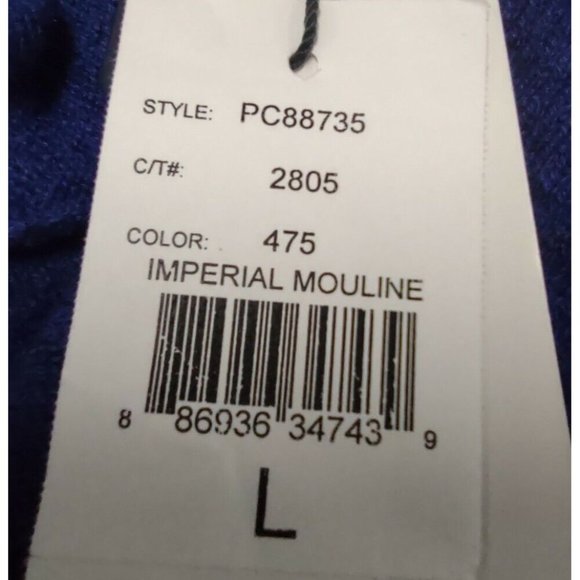 STYLE: PC88735
C/T#: 2805
COLOR: 475
IMPERIAL MOULINE
8 86936 34743 9
L